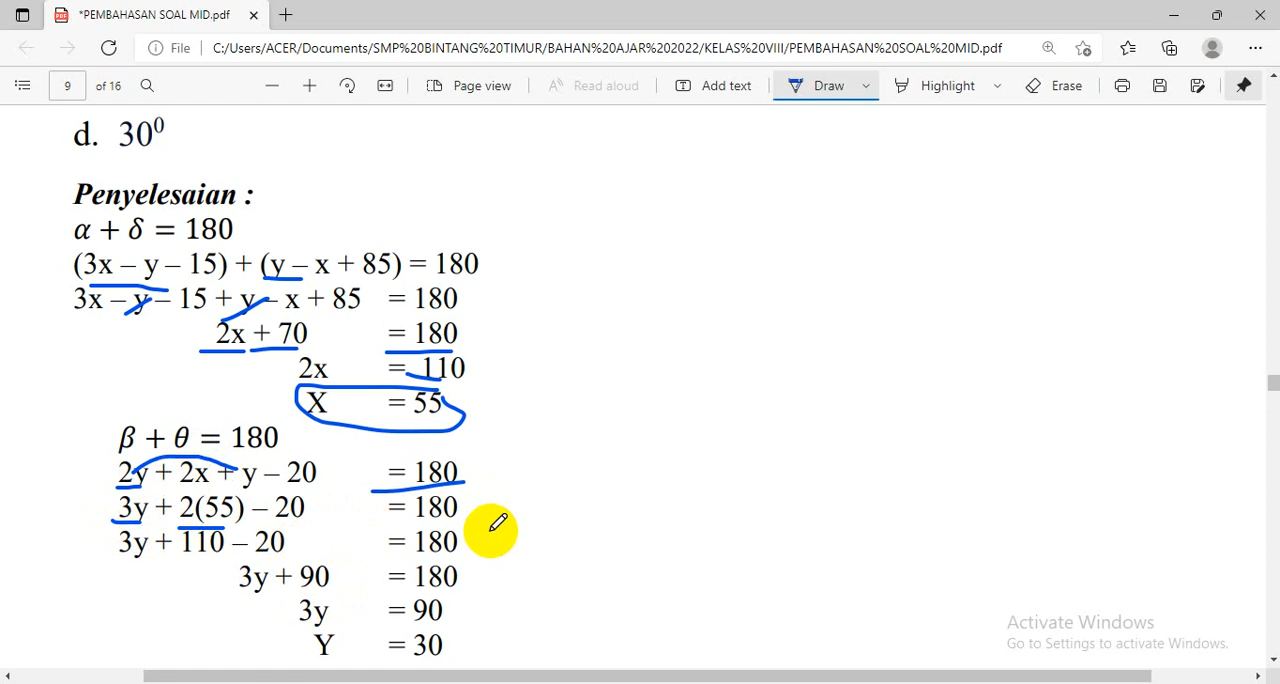 *PEMBAHASAN SOAL MID.pdf
File C:/Users/ACER/Documents/SMP%20BINTANG%20TIMUR/BAHAN%20AJAR%202022/KELAS%20VIII/PEMBAHASAN%20SOAL%20MID.pdf
9 of 16 Page view Read aloud Add text Draw Highlight Erase
d. 30⁰
Penyelesaian :
α + δ = 180
(3x – y – 15) + (y – x + 85) = 180
3x – y – 15 + y – x + 85 = 180
2x + 70 = 180
2x = 110
X = 55
β + θ = 180
2y + 2x + y – 20 = 180
3y + 2(55) – 20 = 180
3y + 110 – 20 = 180
3y + 90 = 180
3y = 90
Y = 30
Activate Windows
Go to Settings to activate Windows.